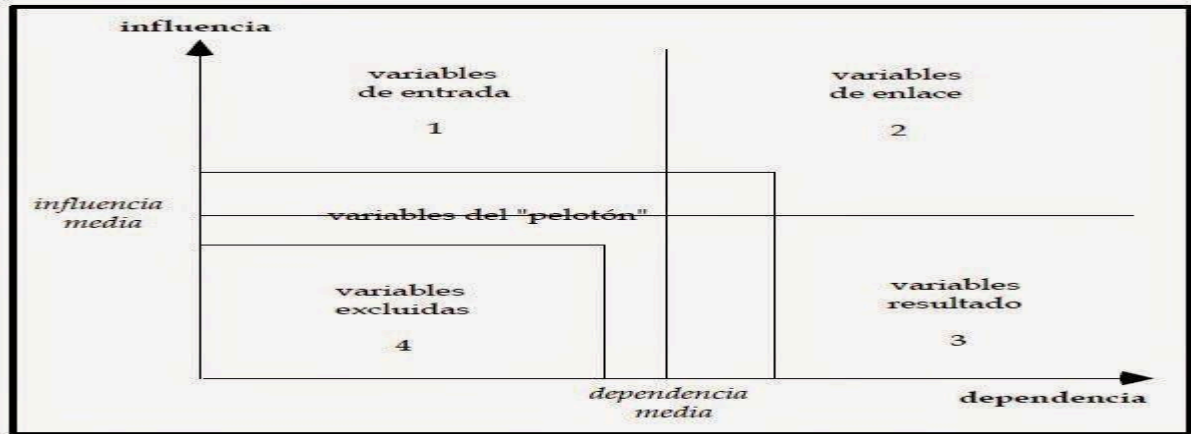 influencia
variables
de entrada
1
variables
de enlace
2
influencia
media
variables del "pelotón"
variables
excluidas
4
variables
resultado
3
dependencia
media
dependencia